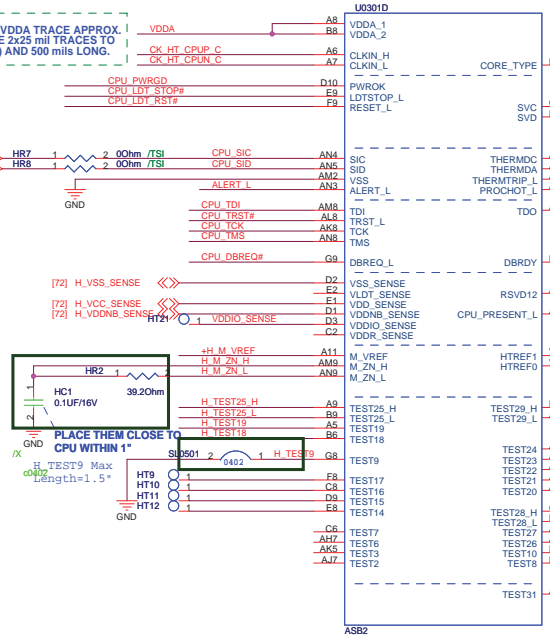 U0301D
VDDA TRACE APPROX.
E 2x25 mil TRACES TO
) AND 500 mils LONG.
VDDA A8 VDDA_1
B8 VDDA_2
CK_HT_CPUP_C A6 CLKIN_H
CK_HT_CPUN_C A7 CLKIN_L CORE_TYPE
CPU_PWRGD D10 PWROK
CPU_LDT_STOP# E9 LDTSTOP_L
CPU_LDT_RST# F9 RESET_L SVC
SVD
HR7 1 2 0Ohm /TSI CPU_SIC AN4 SIC THERMDC
HR8 1 2 0Ohm /TSI CPU_SID AN5 SID THERMDA
AM2 VSS THERMTRIP_L
ALERT_L AN3 ALERT_L PROCHOT_L
GND
CPU_TDI AM8 TDI TDO
CPU_TRST# AL8 TRST_L
CPU_TCK AK8 TCK
CPU_TMS AN8 TMS
CPU_DBREQ# G9 DBREQ_L DBRDY
[72] H_VSS_SENSE D2 VSS_SENSE
E2 VLDT_SENSE RSVD12
[72] H_VCC_SENSE E1 VDD_SENSE
[72] H_VDDNB_SENSE D1 VDDNB_SENSE CPU_PRESENT_L
HT21 1 VDDIO_SENSE D3 VDDIO_SENSE
C2 VDDR_SENSE
+H_M_VREF A11 M_VREF HTREF1
H_M_ZN_H AM9 M_ZN_H HTREF0
HR2 1 2 H_M_ZN_L AN9 M_ZN_L
39.2Ohm
1
HC1
0.1UF/16V
2
GND
H_TEST25_H A9 TEST25_H TEST29_H
H_TEST25_L B9 TEST25_L TEST29_L
H_TEST19 A5 TEST19
H_TEST18 B6 TEST18
PLACE THEM CLOSE TO
CPU WITHIN 1"
/X
c0402
H_TEST9 Max
Length=1.5"
SL0501 2 0402 1 H_TEST9 G8 TEST9
TEST24
TEST23
TEST22
HT9 1 F8 TEST17 TEST21
HT10 1 C8 TEST16 TEST20
HT11 1 D9 TEST15
HT12 1 E8 TEST14 TEST28_H
GND
TEST28_L
C6 TEST7 TEST27
AH7 TEST6 TEST26
AK5 TEST3 TEST10
AJ7 TEST2 TEST8
TEST31
ASB2